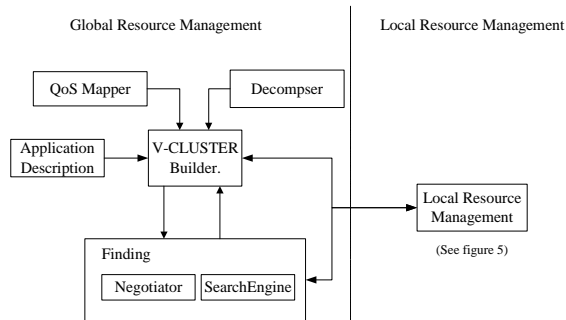 Global Resource Management
Local Resource Management
QoS Mapper
Decompser
Application
Description
V-CLUSTER
Builder.
Local Resource
Management
(See figure 5)
Finding
Negotiator
SearchEngine